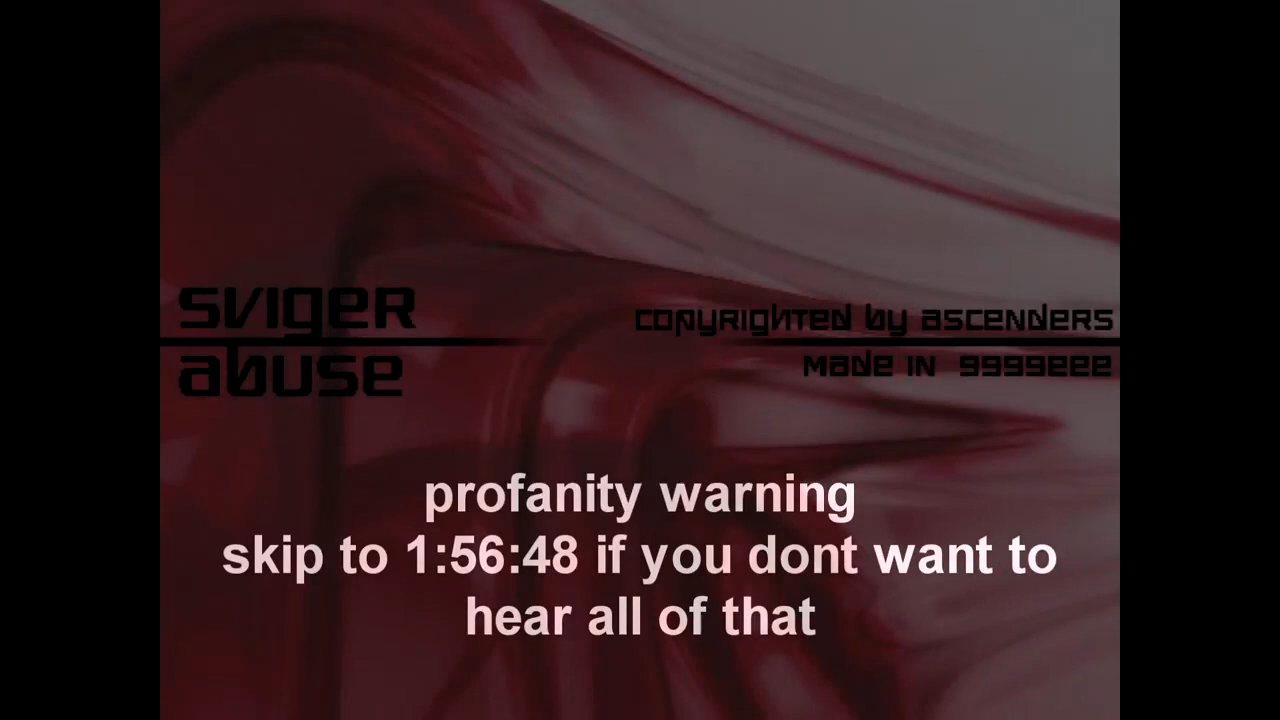 sviger
abuse
copyrighted by ascenders
made in 9999eee
profanity warning
skip to 1:56:48 if you dont want to
hear all of that